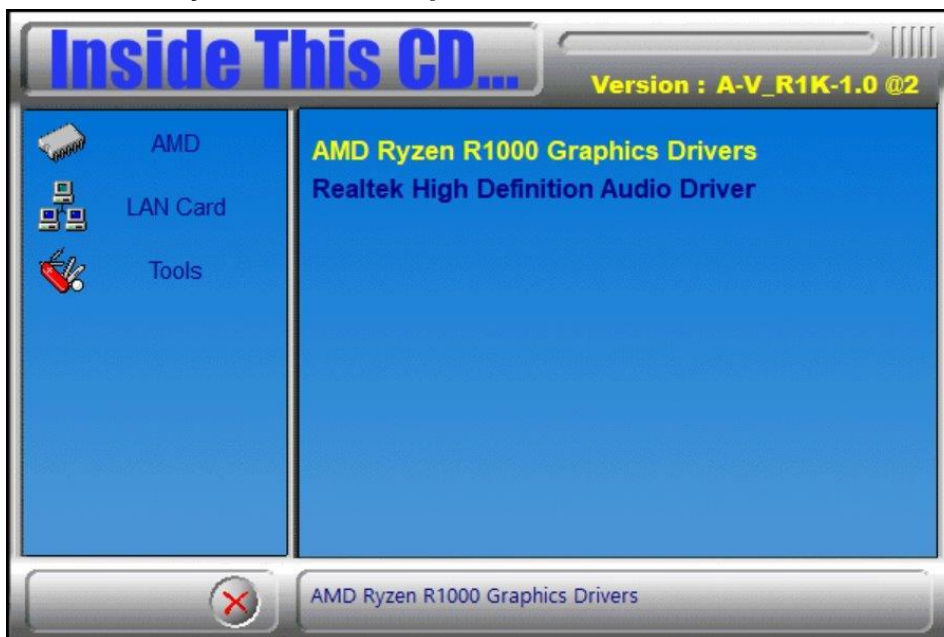 Inside This CD...
Version : A-V_R1K-1.0 @2
AMD
LAN Card
Tools
AMD Ryzen R1000 Graphics Drivers
Realtek High Definition Audio Driver
AMD Ryzen R1000 Graphics Drivers